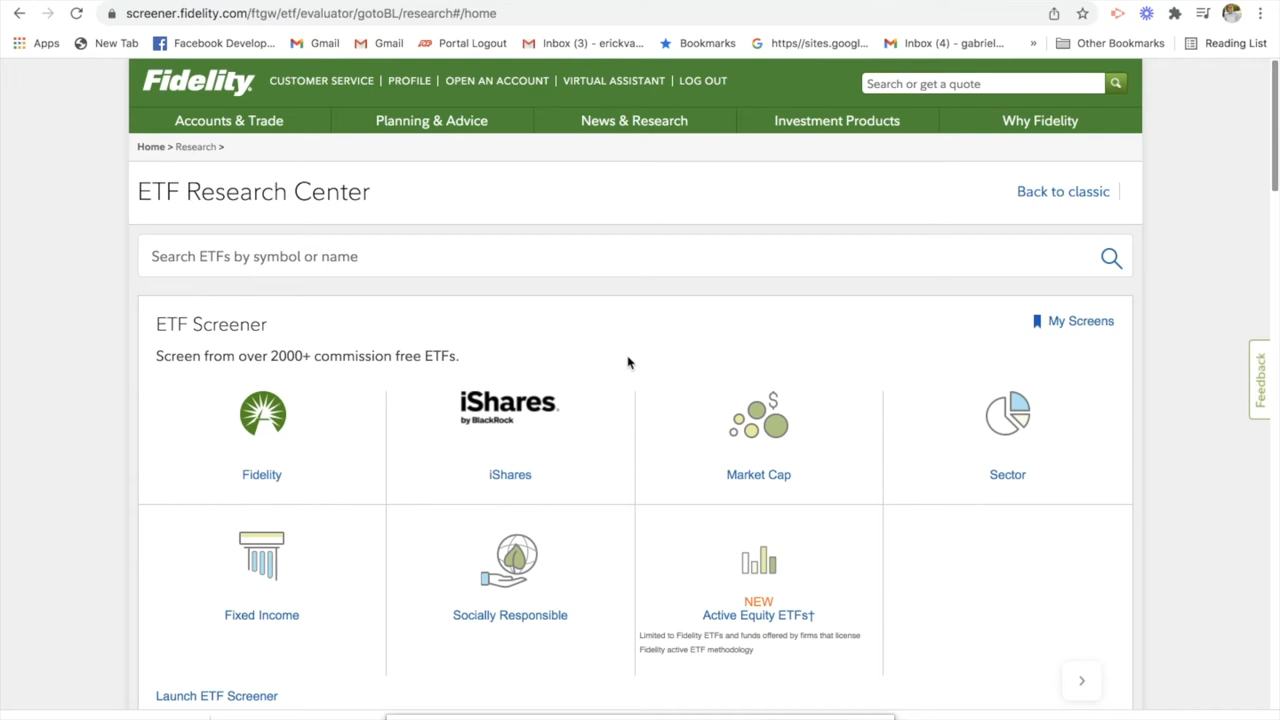 screener.fidelity.com/ftgw/etf/evaluator/gotoBL/research#/home
Apps New Tab Facebook Develop... Gmail Gmail Portal Logout Inbox (3) – erickva... Bookmarks https//sites.googl... Inbox (4) – gabriel... » Other Bookmarks Reading List
Fidelity CUSTOMER SERVICE | PROFILE | OPEN AN ACCOUNT | VIRTUAL ASSISTANT | LOG OUT Search or get a quote
Accounts & Trade Planning & Advice News & Research Investment Products Why Fidelity
Home > Research >
ETF Research Center Back to classic
Search ETFs by symbol or name
ETF Screener My Screens
Screen from over 2000+ commission free ETFs.
iShares.
by BlackRock
$
Fidelity iShares Market Cap Sector
NEW
Fixed Income Socially Responsible Active Equity ETFs†
Limited to Fidelity ETFs and funds offered by firms that license
Fidelity active ETF methodology
Launch ETF Screener
Feedback